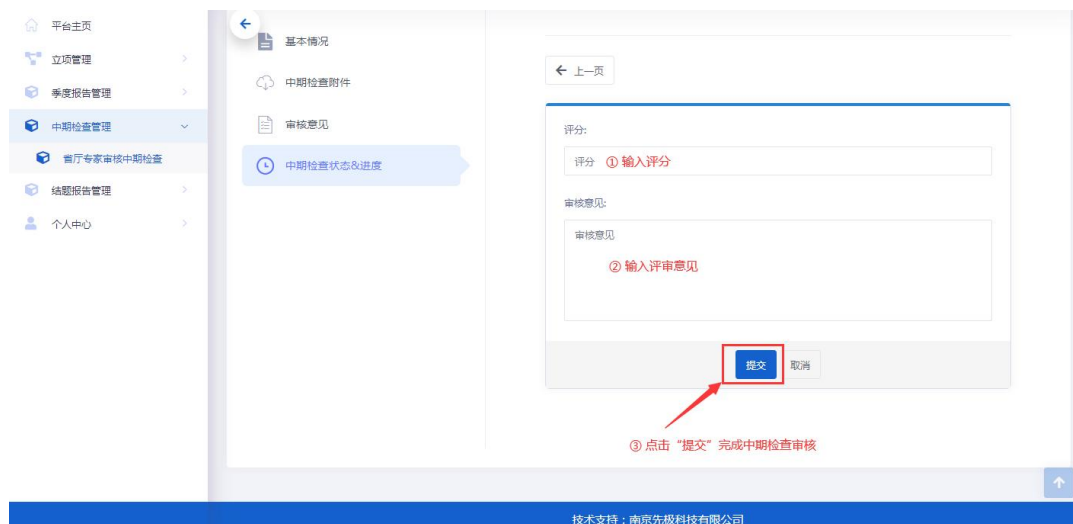 平台主页
立项管理
季度报告管理
中期检查管理
省厅专家审核中期检查
结题报告管理
个人中心
基本情况
中期检查附件
审核意见
中期检查状态&进度
上一页
评分:
评分 ① 输入评分
审核意见:
审核意见
② 输入评审意见
提交 取消
③ 点击“提交”完成中期检查审核
技术支持：南京先极科技有限公司